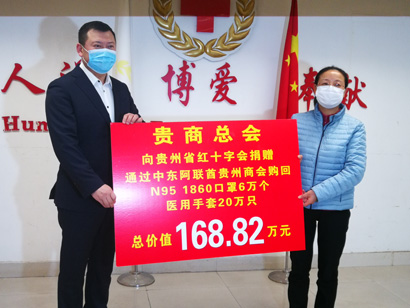 人
博爱
奉献
Hum
贵商总会
向贵州省红十字会捐赠
通过中东阿联酋贵州商会购回
N95 1860口罩6万个
医用手套20万只
总价值168.82万元